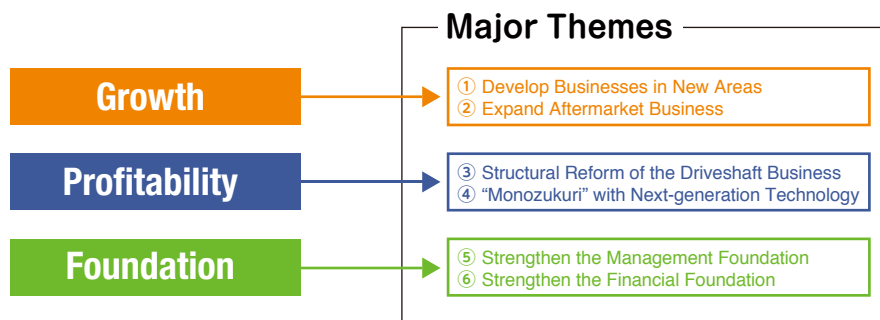 Major Themes
Growth
① Develop Businesses in New Areas
② Expand Aftermarket Business
Profitability
③ Structural Reform of the Driveshaft Business
④ “Monozukuri” with Next-generation Technology
Foundation
⑤ Strengthen the Management Foundation
⑥ Strengthen the Financial Foundation